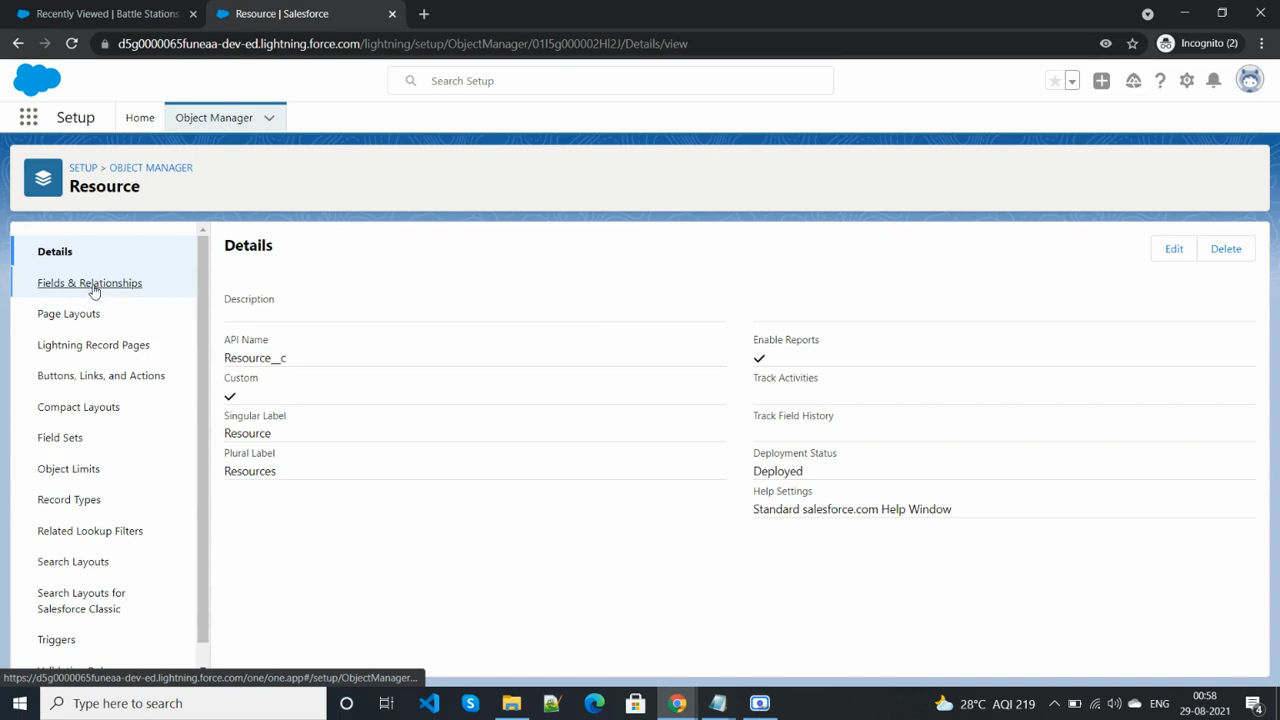 Recently Viewed | Battle Stations
Resource | Salesforce
d5g0000065funeaa-dev-ed.lightning.force.com/lightning/setup/ObjectManager/01I5g000002Hl2J/Details/view
Incognito (2)
Search Setup
Setup
Home
Object Manager
SETUP > OBJECT MANAGER
Resource
Details
Fields & Relationships
Page Layouts
Lightning Record Pages
Buttons, Links, and Actions
Compact Layouts
Field Sets
Object Limits
Record Types
Related Lookup Filters
Search Layouts
Search Layouts for
Salesforce Classic
Triggers
Details
Edit
Delete
Description
API Name
Resource__c
Custom
Singular Label
Resource
Plural Label
Resources
Enable Reports
Track Activities
Track Field History
Deployment Status
Deployed
Help Settings
Standard salesforce.com Help Window
https://d5g0000065funeaa-dev-ed.lightning.force.com/one/one.app#/setup/ObjectManager...
Type here to search
28°C AQI 219
ENG
00:58
29-08-2021
4